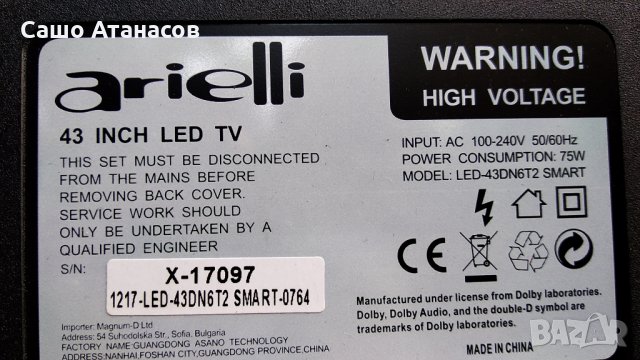 Сашо Атанасов
arielli
WARNING!
HIGH VOLTAGE
43 INCH LED TV
THIS SET MUST BE DISCONNECTED
FROM THE MAINS BEFORE
REMOVING BACK COVER.
SERVICE WORK SHOULD
ONLY BE UNDERTAKEN BY A
QUALIFIED ENGINEER
INPUT: AC 100-240V 50/60Hz
POWER CONSUMPTION: 75W
MODEL: LED-43DN6T2 SMART
S/N:
X-17097
1217-LED-43DN6T2 SMART-0764
CE
Manufactured under license from Dolby laboratories.
Dolby, Dolby Audio, and the double-D symbol are
trademarks of Dolby laboratories.
MADE IN CHINA
Importer: Magnum-D Ltd
Address: 54 Suhodolska Str., Sofia, Bulgaria
FACTORY NAME:GUANGDONG ASANO TECHNOLOGY
ADDRESS:NANHAI,FOSHAN CITY,GUANGDONG PROVINCE,CHINA
BAZAR